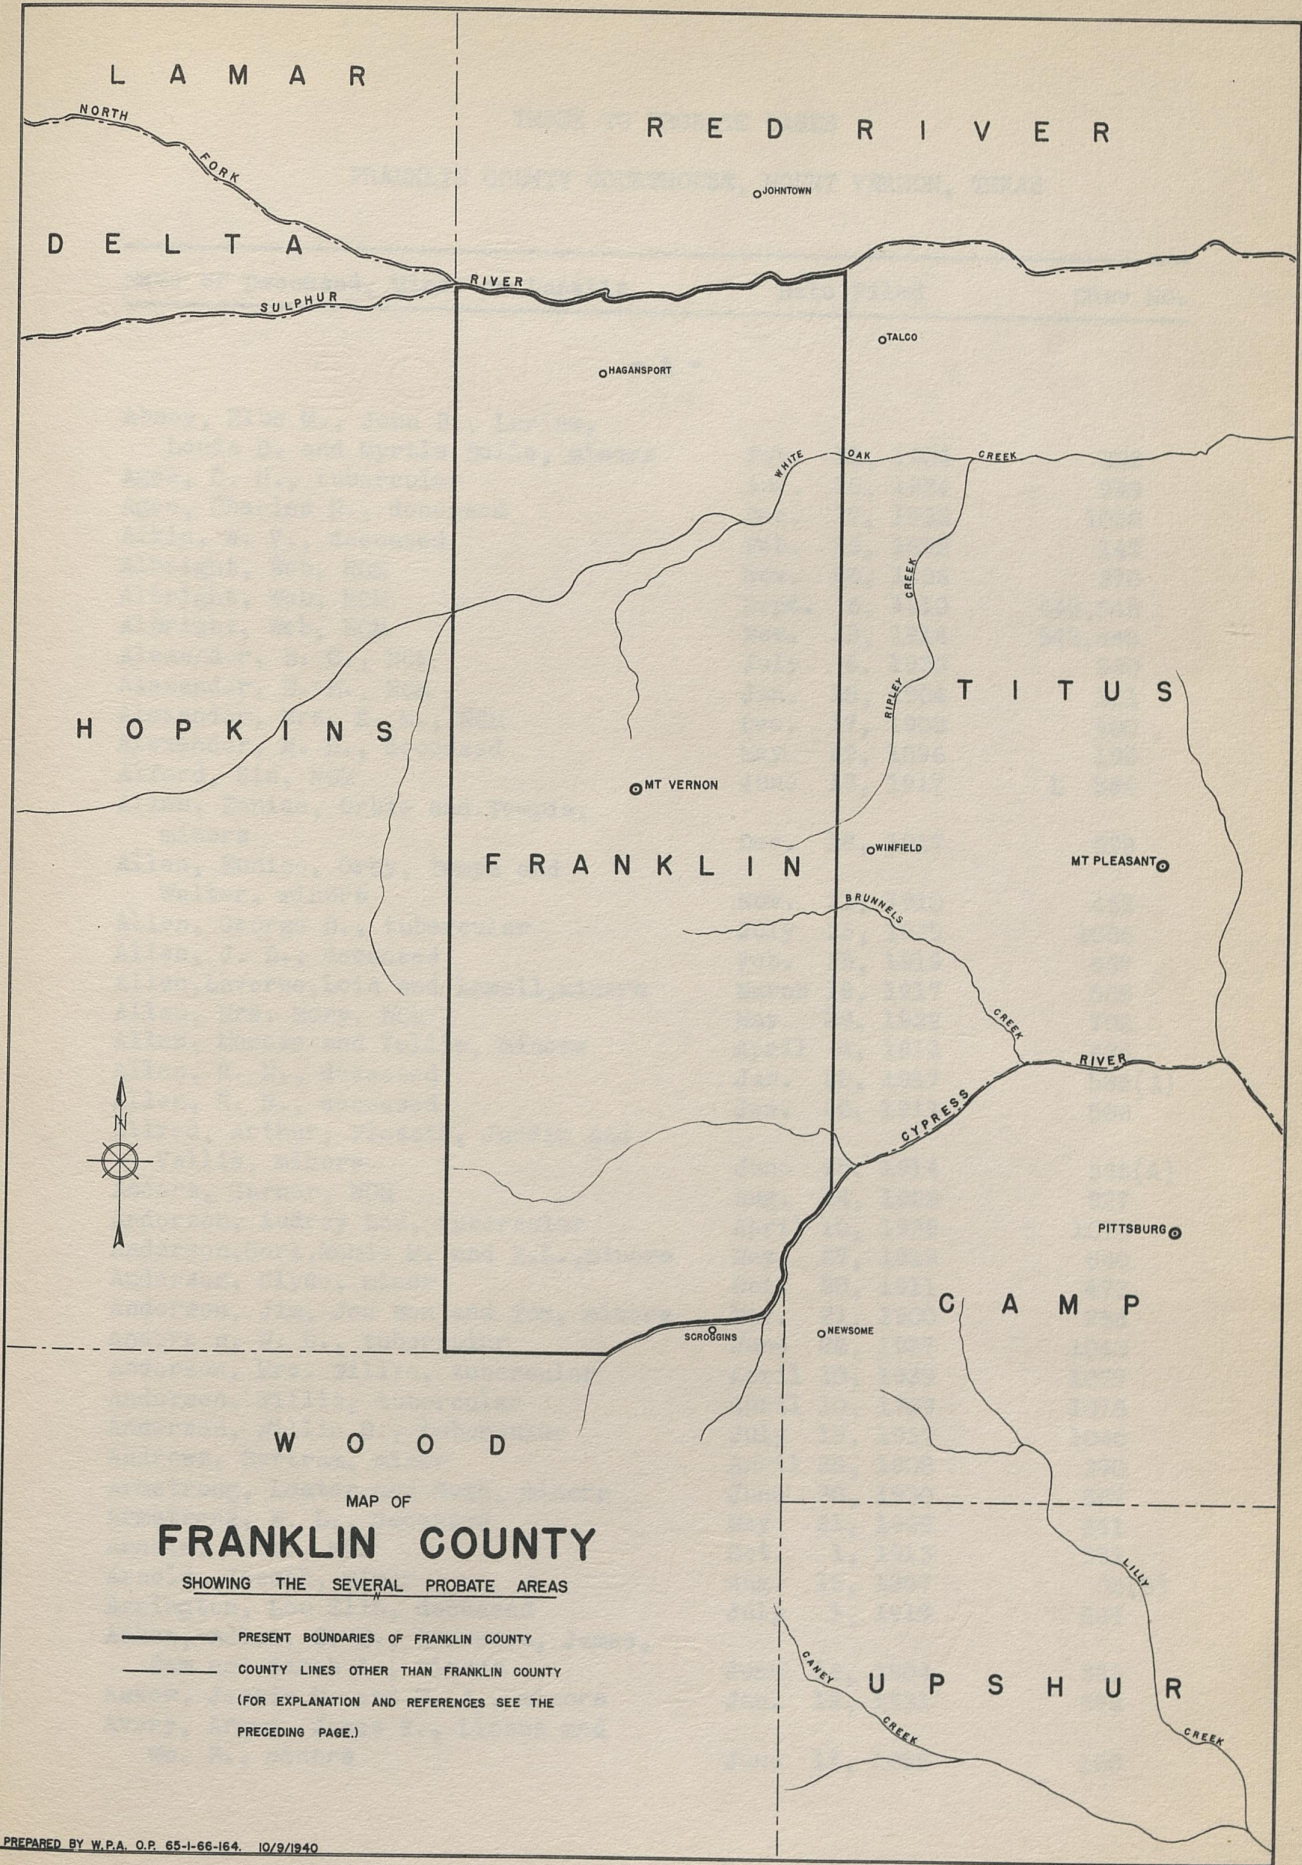 LAMAR
NORTH
FORK
RED RIVER
JOHNTOWN
DELTA
RIVER
SULPHUR
TALCO
HAGANSPORT
WHITE
OAK
CREEK
CREEK
RIPLEY
TITUS
HOPKINS
MT VERNON
WINFIELD
FRANKLIN
MT PLEASANT
BRUNNELS
CREEK
RIVER
CYPRESS
N
PITTSBURG
CAMP
SCROGGINS
NEWSOME
WOOD
MAP OF
FRANKLIN COUNTY
SHOWING THE SEVERAL PROBATE AREAS
PRESENT BOUNDARIES OF FRANKLIN COUNTY
COUNTY LINES OTHER THAN FRANKLIN COUNTY
(FOR EXPLANATION AND REFERENCES SEE THE
PRECEDING PAGE.)
LILLY
CANEY
UPSHUR
CREEK
CREEK
PREPARED BY W.P.A. O.P. 65-1-66-164. 10/9/1940